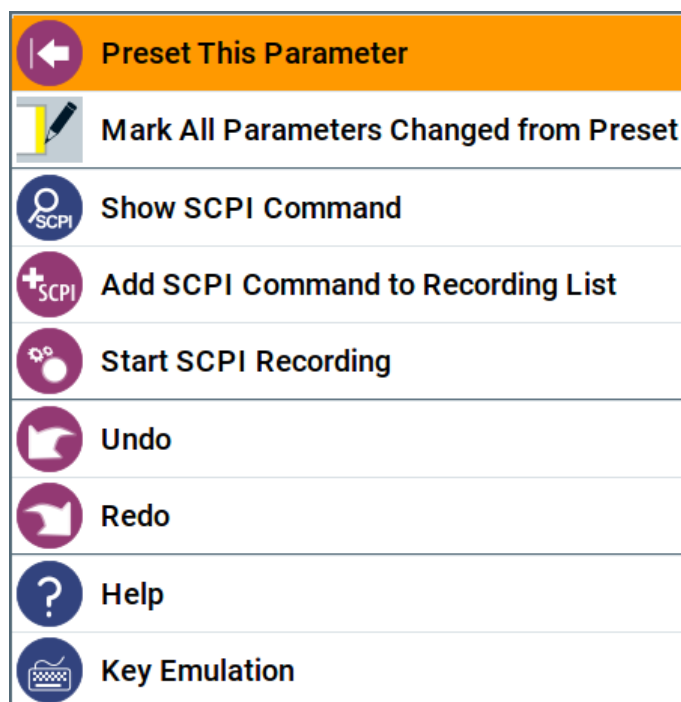 Preset This Parameter
Mark All Parameters Changed from Preset
SCPI
Show SCPI Command
+SCPI
Add SCPI Command to Recording List
Start SCPI Recording
Undo
Redo
?
Help
Key Emulation